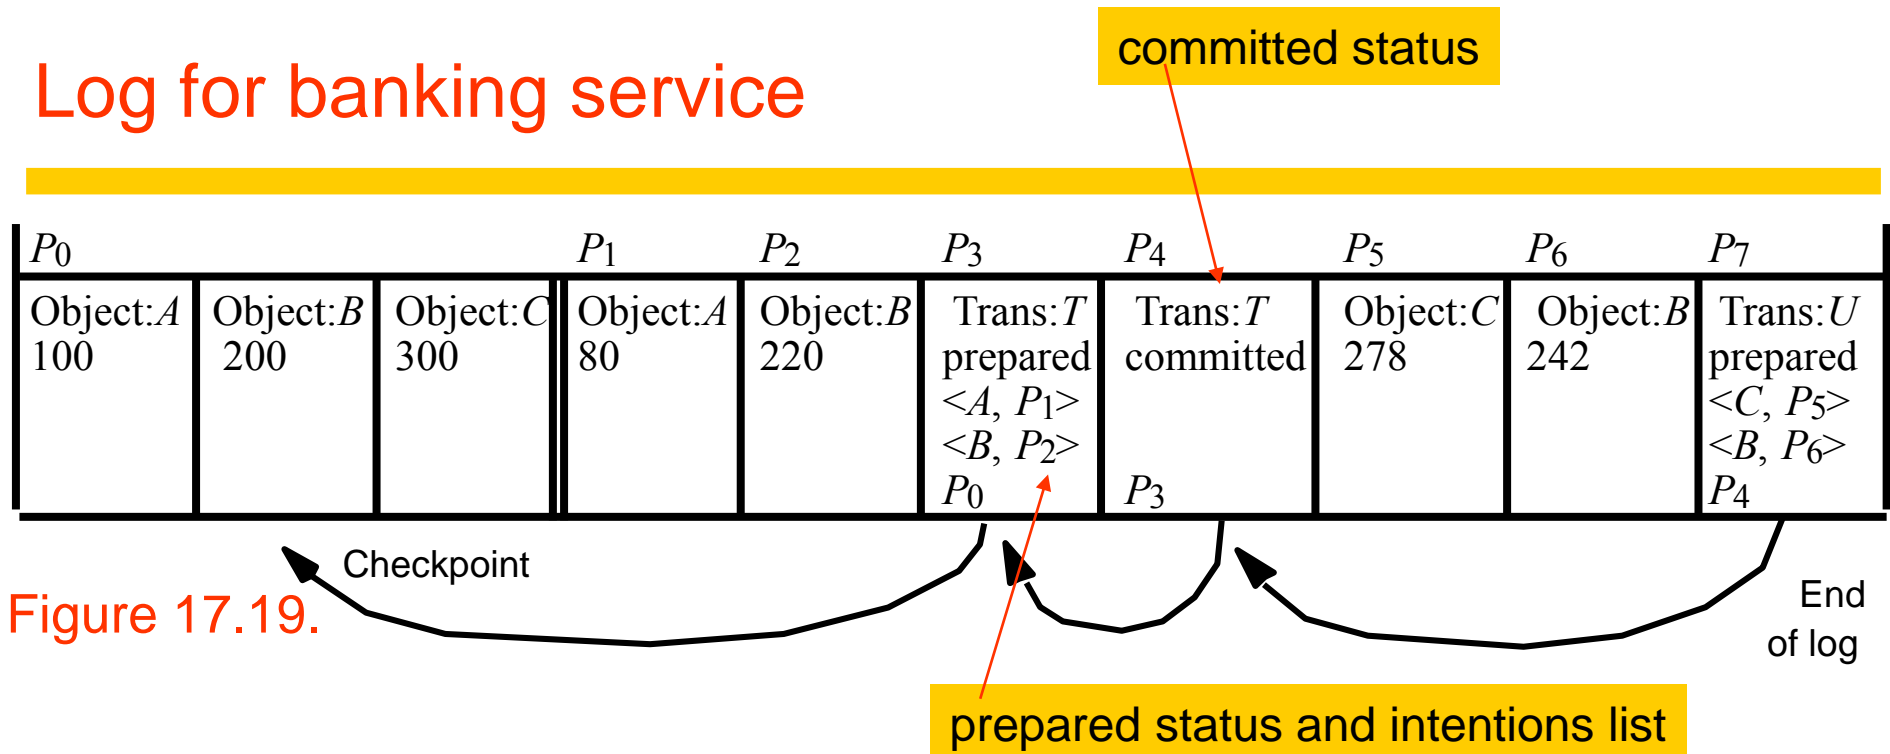 committed status
Log for banking service
P0 P1 P2 P3 P4 P5 P6 P7
Object:A Object:B Object:C Object:A Object:B Trans:T Trans:T Object:C Object:B Trans:U
100 200 300 80 220 prepared committed 278 242 prepared
<A, P1> <C, P5>
<B, P2> <B, P6>
P0 P3 P4
Checkpoint
End
of log
Figure 17.19.
prepared status and intentions list